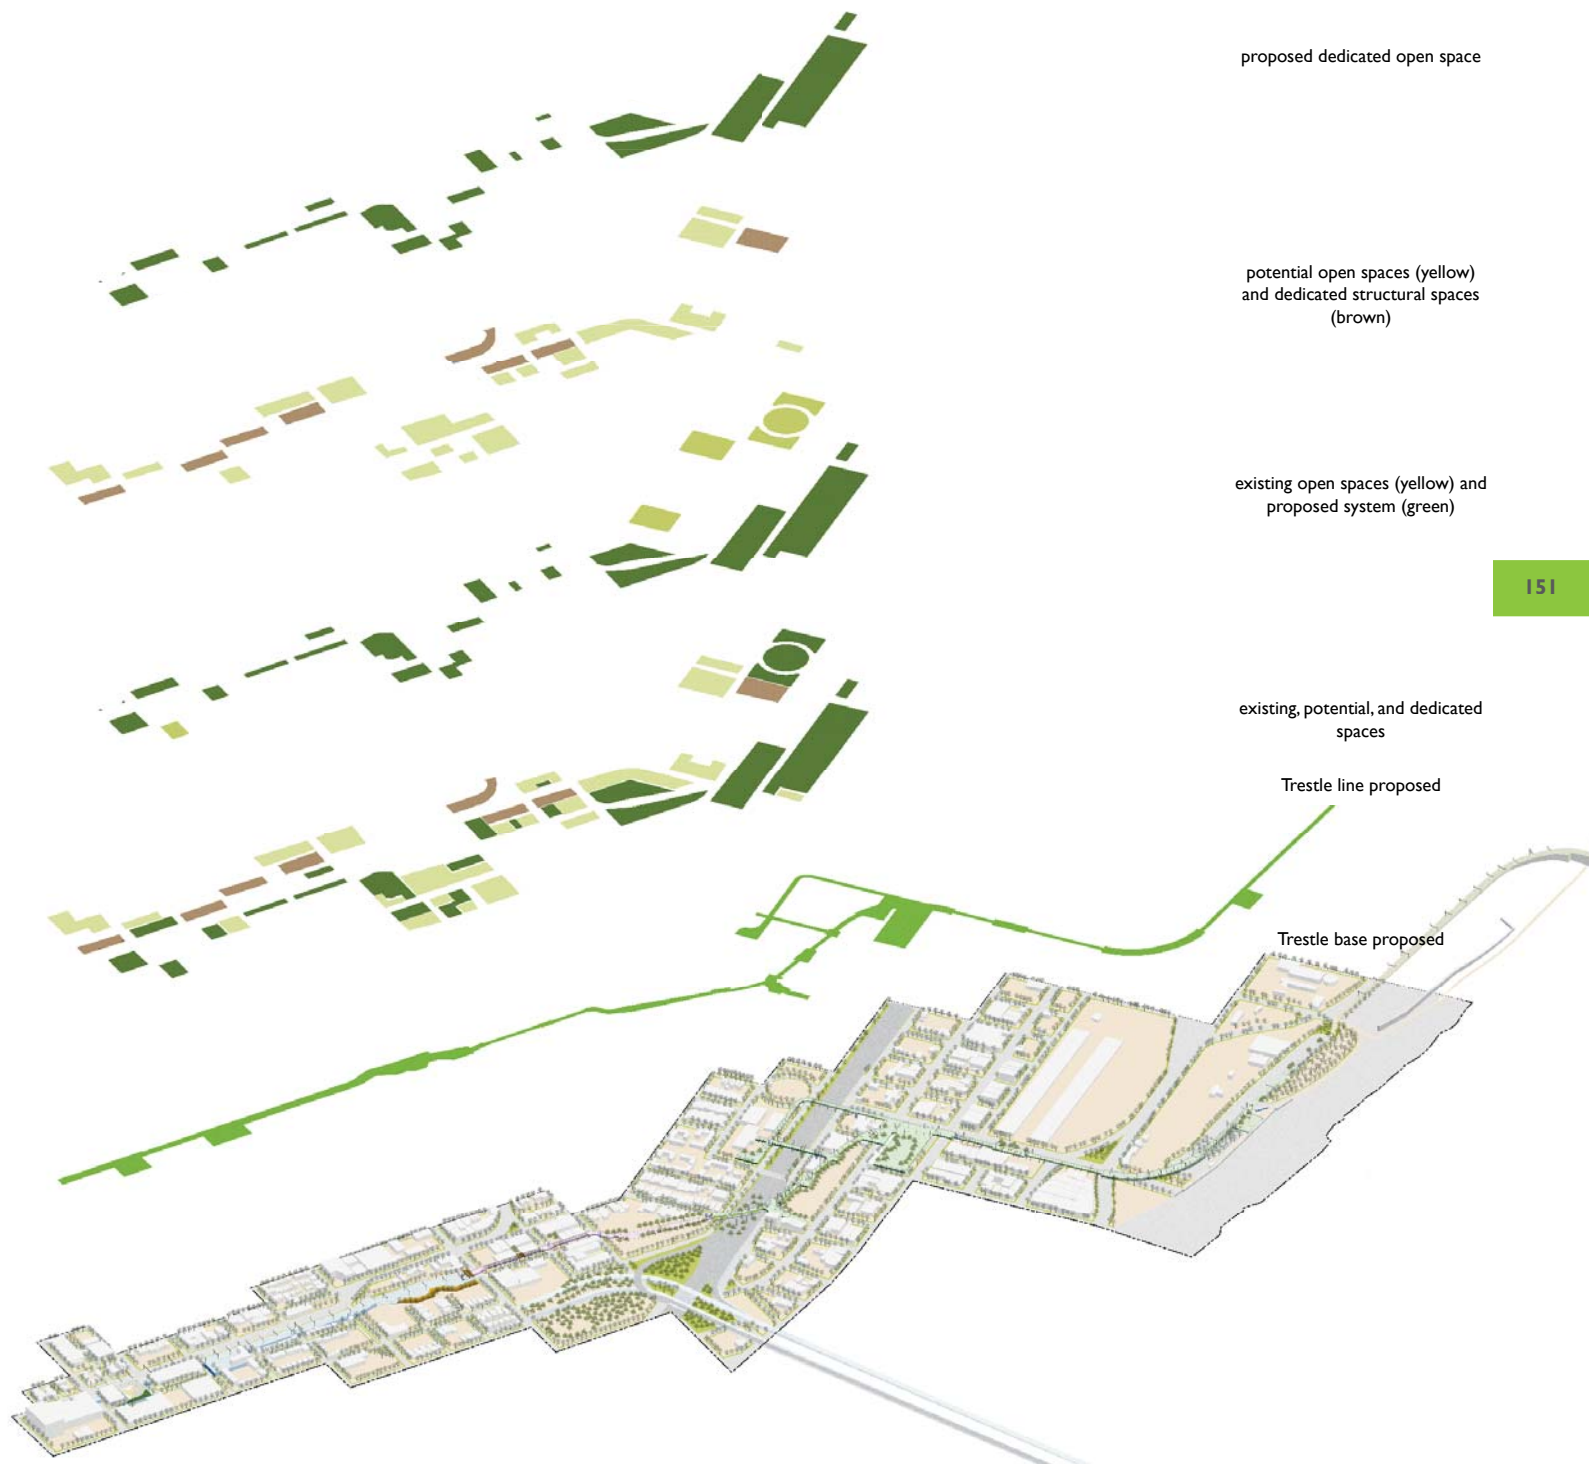 proposed dedicated open space
potential open spaces (yellow)
and dedicated structural spaces
(brown)
existing open spaces (yellow) and
proposed system (green)
151
existing, potential, and dedicated
spaces
Trestle line proposed
Trestle base proposed